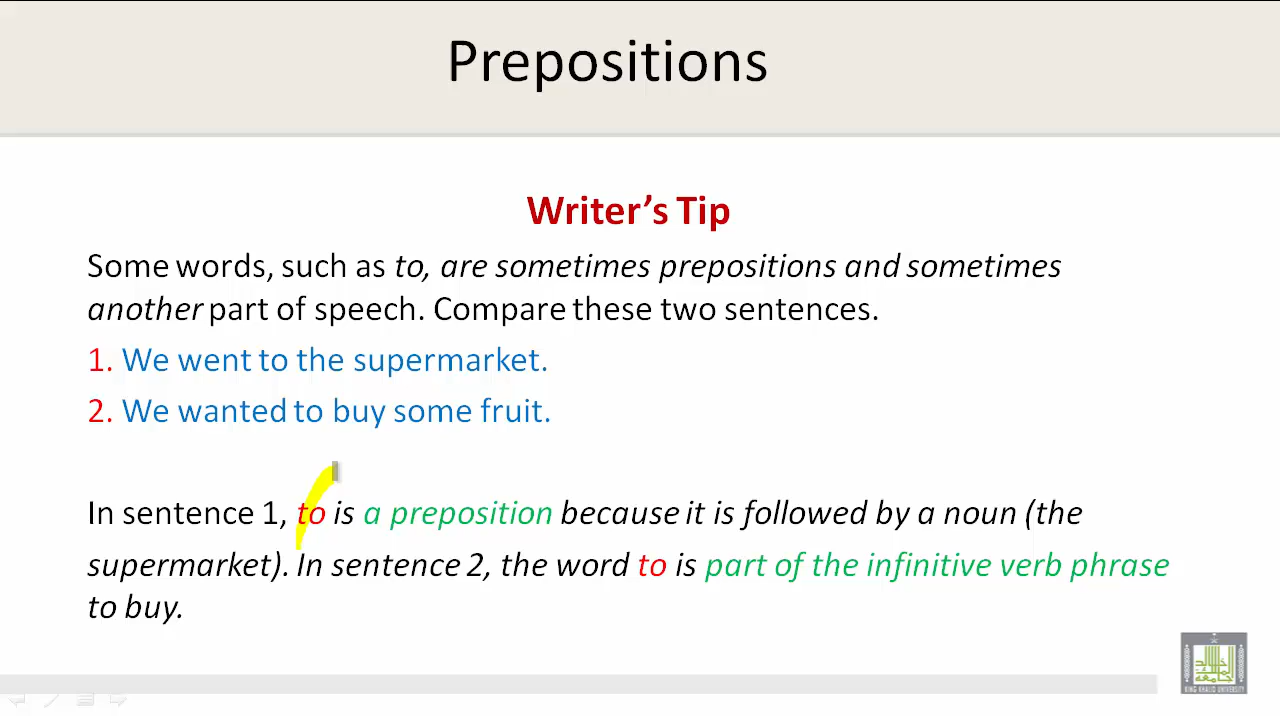 Prepositions
Writer's Tip
Some words, such as to, are sometimes prepositions and sometimes
another part of speech. Compare these two sentences.
1. We went to the supermarket.
2. We wanted to buy some fruit.
In sentence 1, to is a preposition because it is followed by a noun (the
supermarket). In sentence 2, the word to is part of the infinitive verb phrase
to buy.
KING KHALID UNIVERSITY